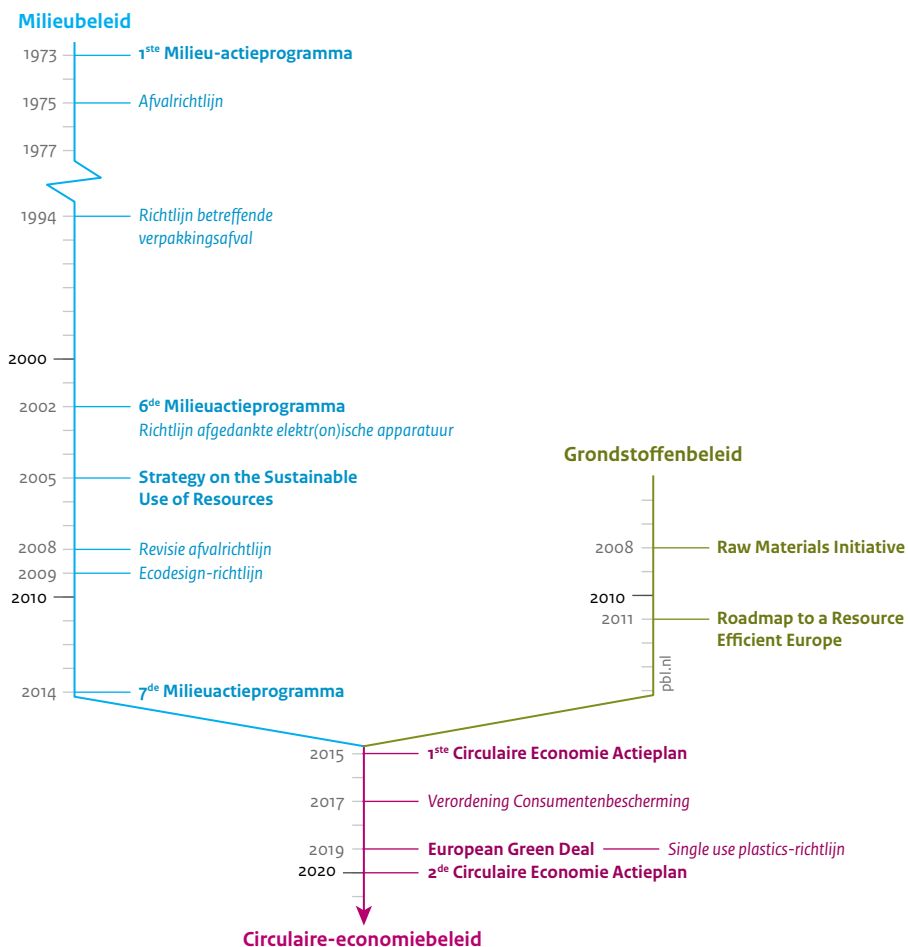 Milieubeleid
1973 1ste Milieu-actieprogramma
1975 Afvalrichtlijn
1977
1994 Richtlijn betreffende
verpakkingsafval
2000
2002 6de Milieuactieprogramma
Richtlijn afgedankte elektr(on)ische apparatuur
2005 Strategy on the Sustainable
Use of Resources
2008 Revisie afvalrichtlijn
2009 Ecodesign-richtlijn
2010
2014 7de Milieuactieprogramma
Grondstoffenbeleid
2008 Raw Materials Initiative
2010
2011 Roadmap to a Resource
Efficient Europe
pbl.nl
2015 1ste Circulaire Economie Actieplan
2017 Verordening Consumentenbescherming
2019 European Green Deal Single use plastics-richtlijn
2020 2de Circulaire Economie Actieplan
Circulaire-economiebeleid